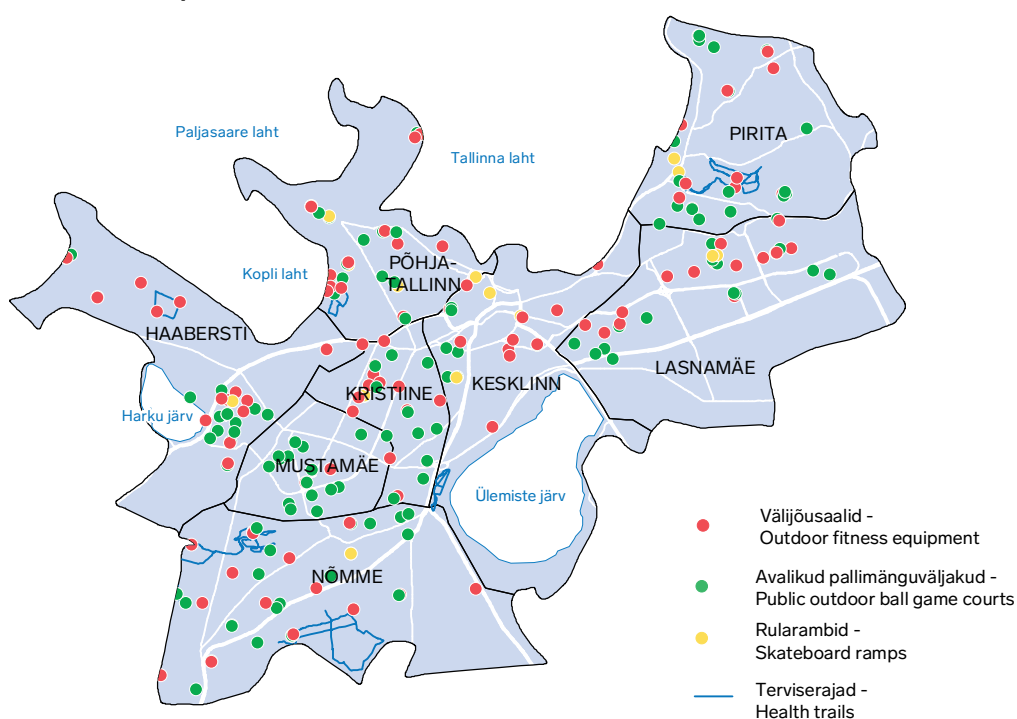 Paljasaare laht
Tallinna laht
PIRITA
Kopli laht
PÕHJA-
TALLINN
HAABERSTI
LASNAMÄE
KESKLINN
KRISTIINE
Harku järv
MUSTAMÄE
Ülemiste järv
NÕMME
Välijõusaalid -
Outdoor fitness equipment
Avalikud pallimänguväljakud -
Public outdoor ball game courts
Rularambid -
Skateboard ramps
Terviserajad -
Health trails